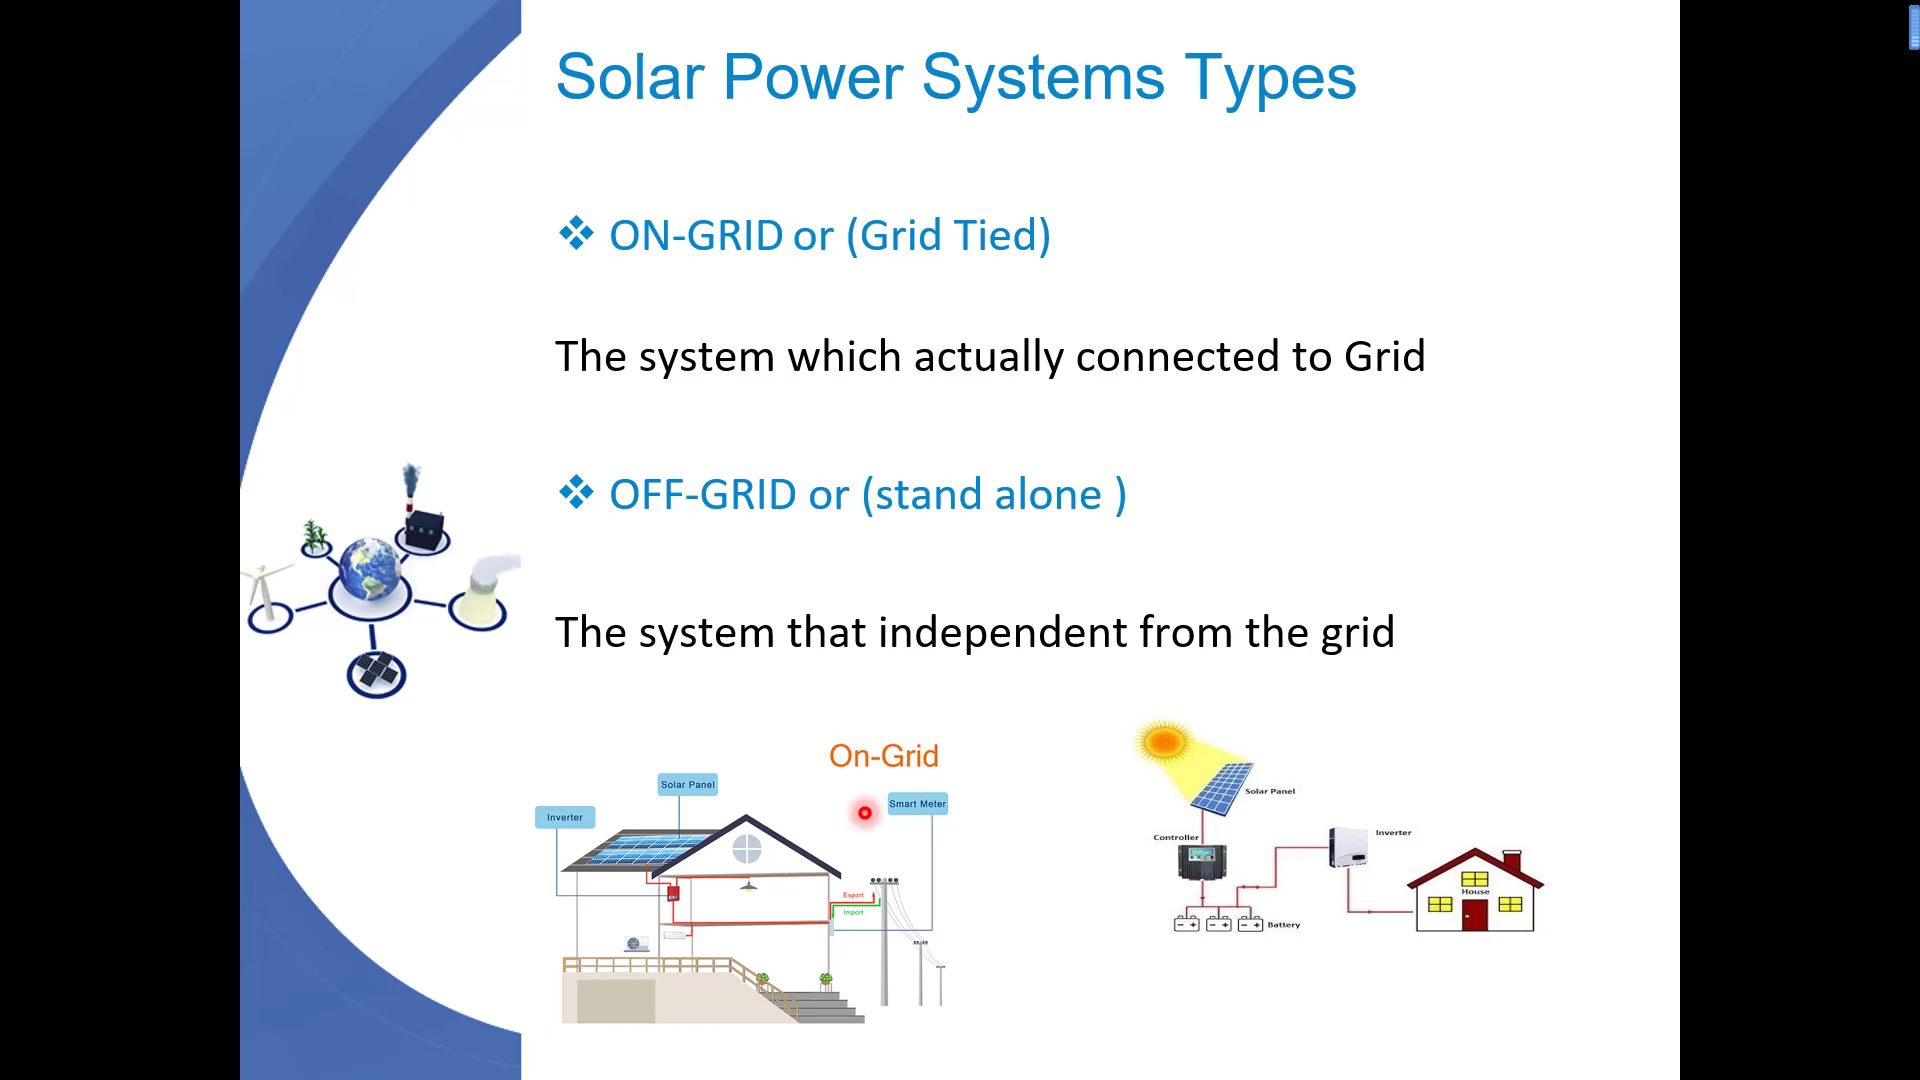 Solar Power Systems Types
ON-GRID or (Grid Tied)
The system which actually connected to Grid
OFF-GRID or (stand alone )
The system that independent from the grid
On-Grid
Solar Panel
Smart Meter
Inverter
Export
Import
Solar Panel
Controller
Inverter
House
Battery